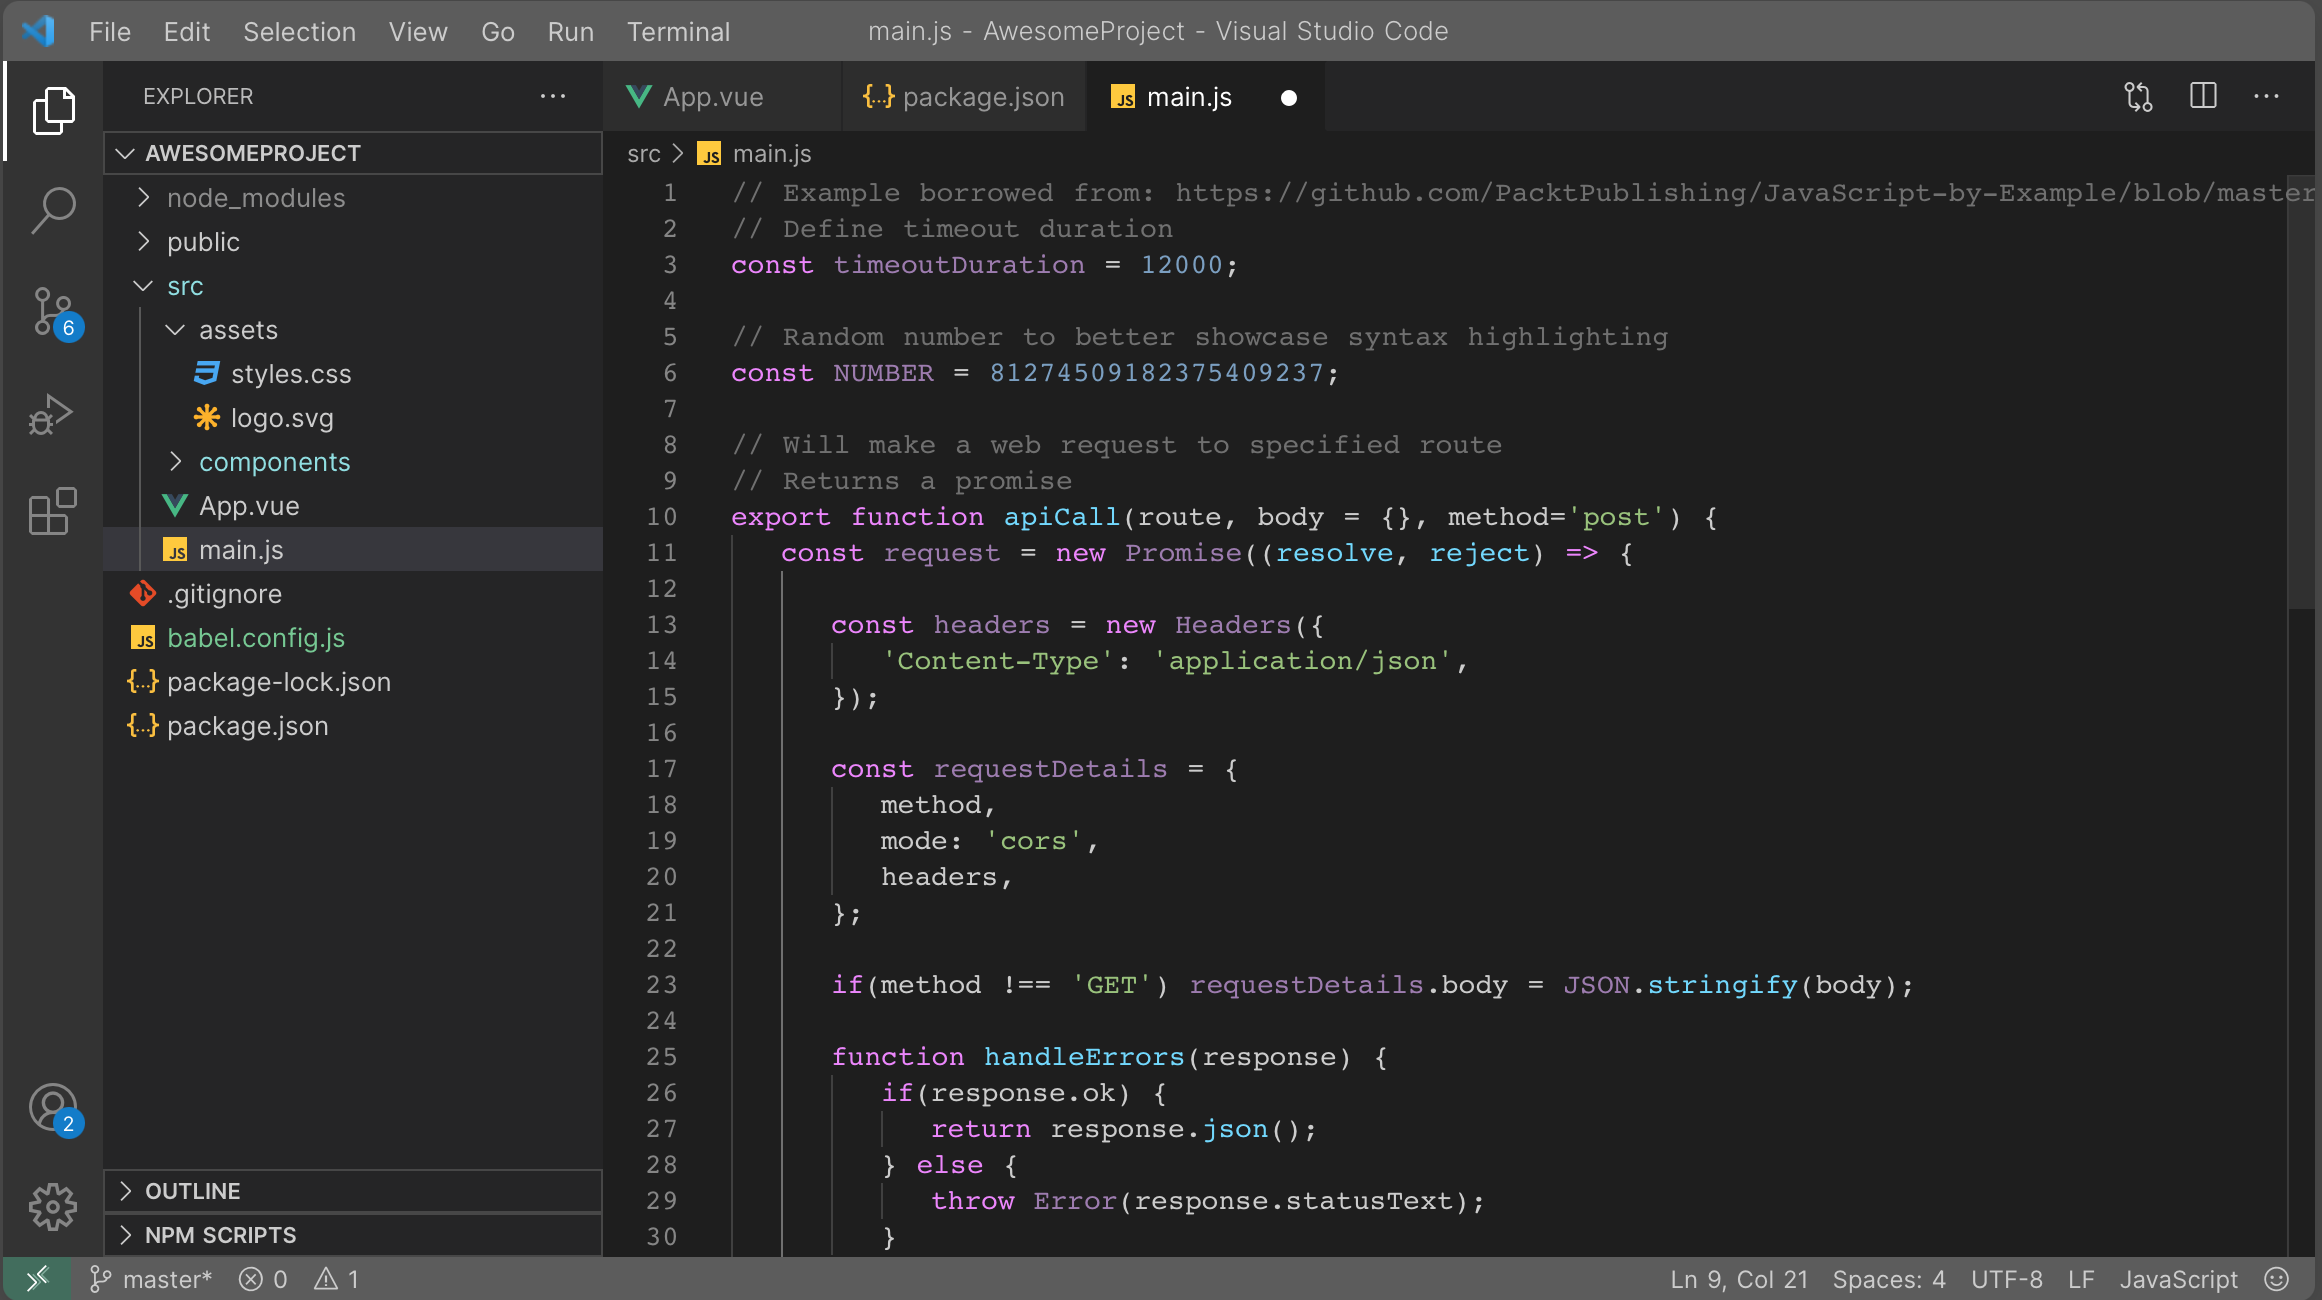 File Edit Selection View Go Run Terminal
main.js - AwesomeProject - Visual Studio Code
EXPLORER
AWESOMEPROJECT
node_modules
public
src
assets
styles.css
logo.svg
components
App.vue
JS main.js
.gitignore
JS babel.config.js
{...} package-lock.json
{...} package.json
OUTLINE
NPM SCRIPTS
6
2
App.vue
{...} package.json
JS main.js
src > JS main.js
1 // Example borrowed from: https://github.com/PacktPublishing/JavaScript-by-Example/blob/master
2 // Define timeout duration
3 const timeoutDuration = 12000;
4
5 // Random number to better showcase syntax highlighting
6 const NUMBER = 81274509182375409237;
7
8 // Will make a web request to specified route
9 // Returns a promise
10 export function apiCall(route, body = {}, method='post') {
11 const request = new Promise((resolve, reject) => {
12
13 const headers = new Headers({
14 'Content-Type': 'application/json',
15 });
16
17 const requestDetails = {
18 method,
19 mode: 'cors',
20 headers,
21 };
22
23 if(method !== 'GET') requestDetails.body = JSON.stringify(body);
24
25 function handleErrors(response) {
26 if(response.ok) {
27 return response.json();
28 } else {
29 throw Error(response.statusText);
30 }
master* 0 1
Ln 9, Col 21 Spaces: 4 UTF-8 LF JavaScript